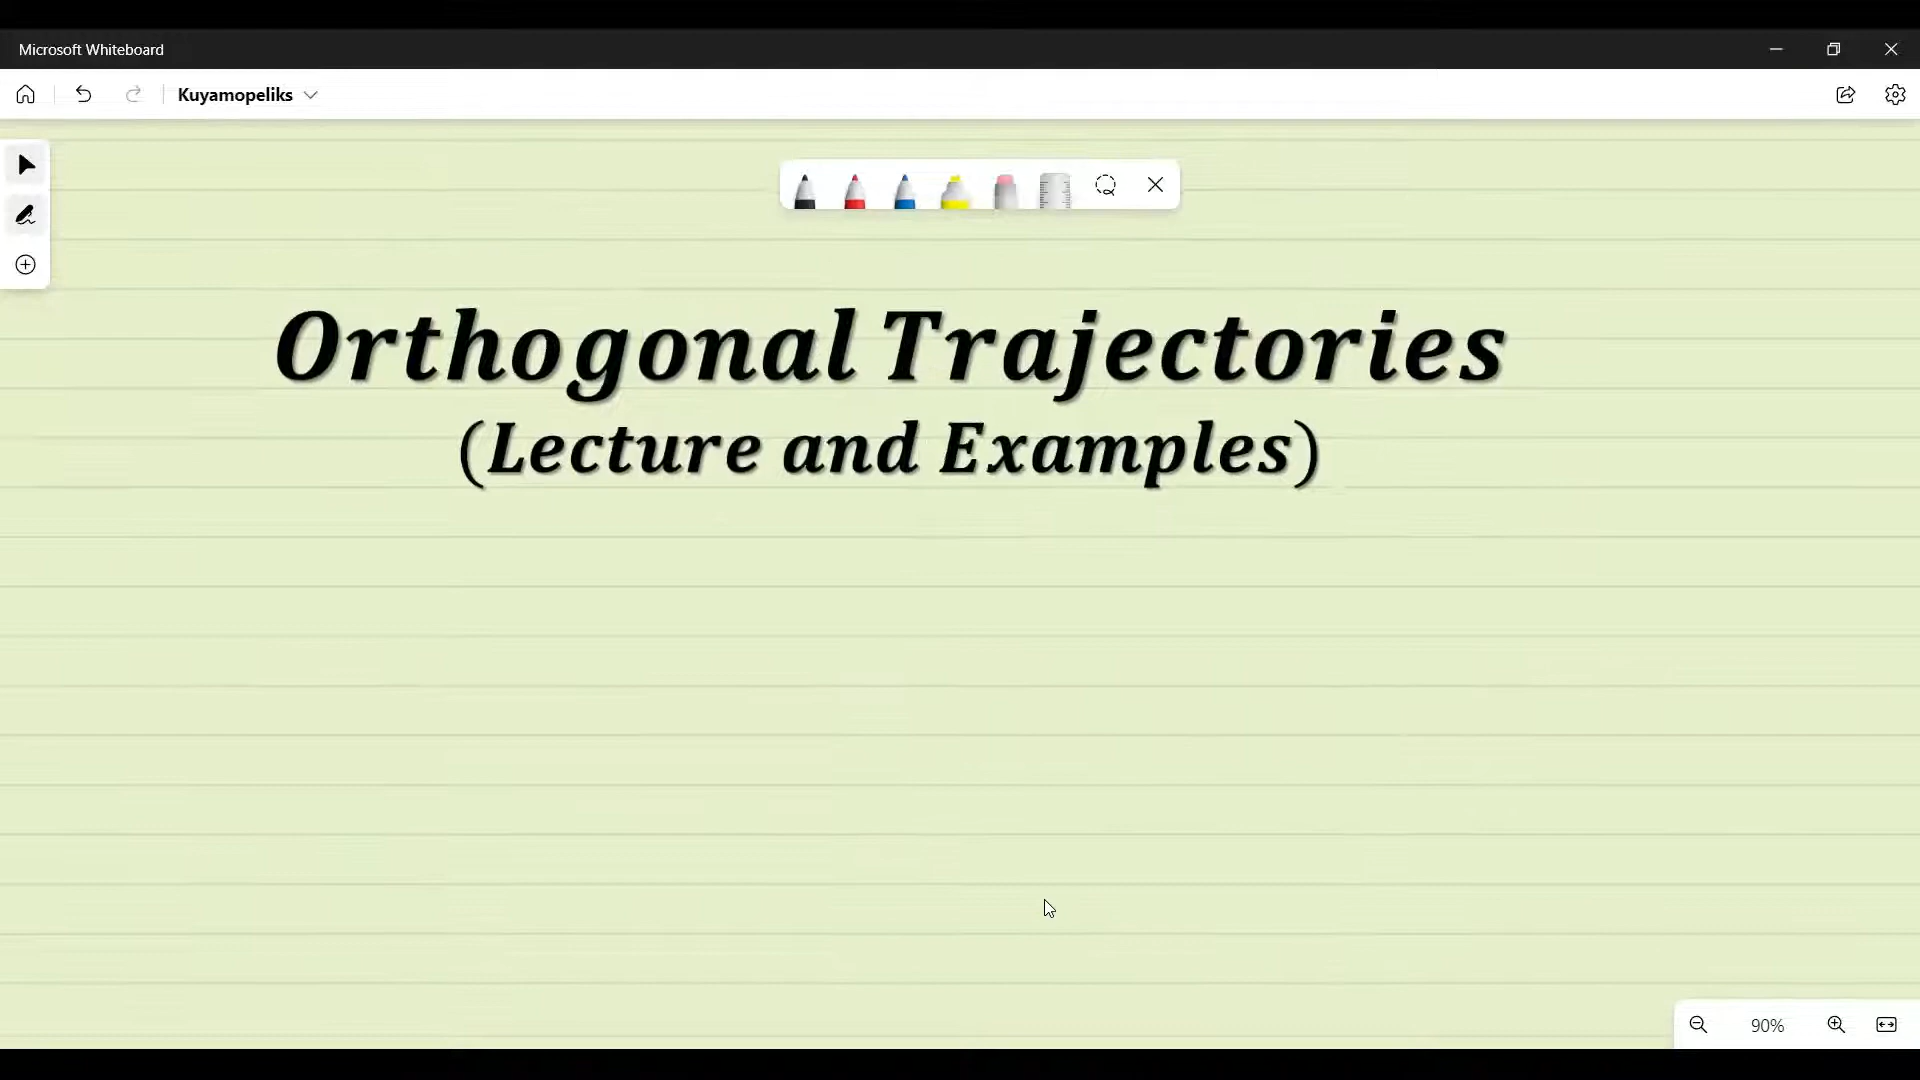 Microsoft Whiteboard
Kuyamopeliks
Orthogonal Trajectories
(Lecture and Examples)
90%